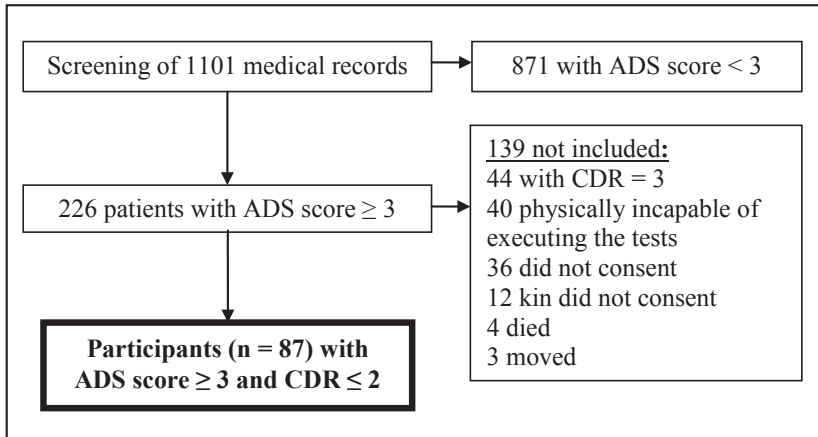 Screening of 1101 medical records
871 with ADS score < 3
226 patients with ADS score ≥ 3
139 not included:
44 with CDR = 3
40 physically incapable of
executing the tests
36 did not consent
12 kin did not consent
4 died
3 moved
Participants (n = 87) with
ADS score ≥ 3 and CDR ≤ 2